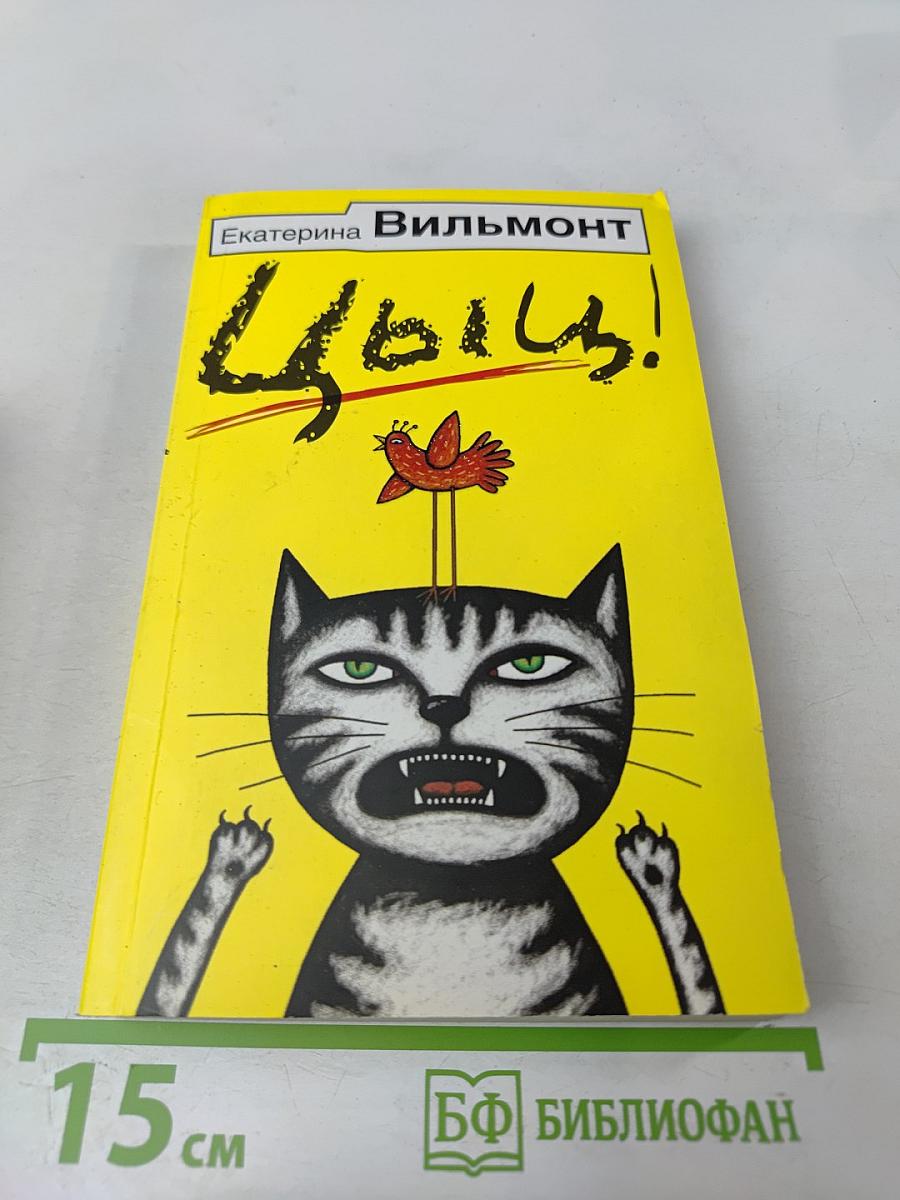 Екатерина Вильмонт
Цыц!
15 см
БФ БИБЛИОФАН